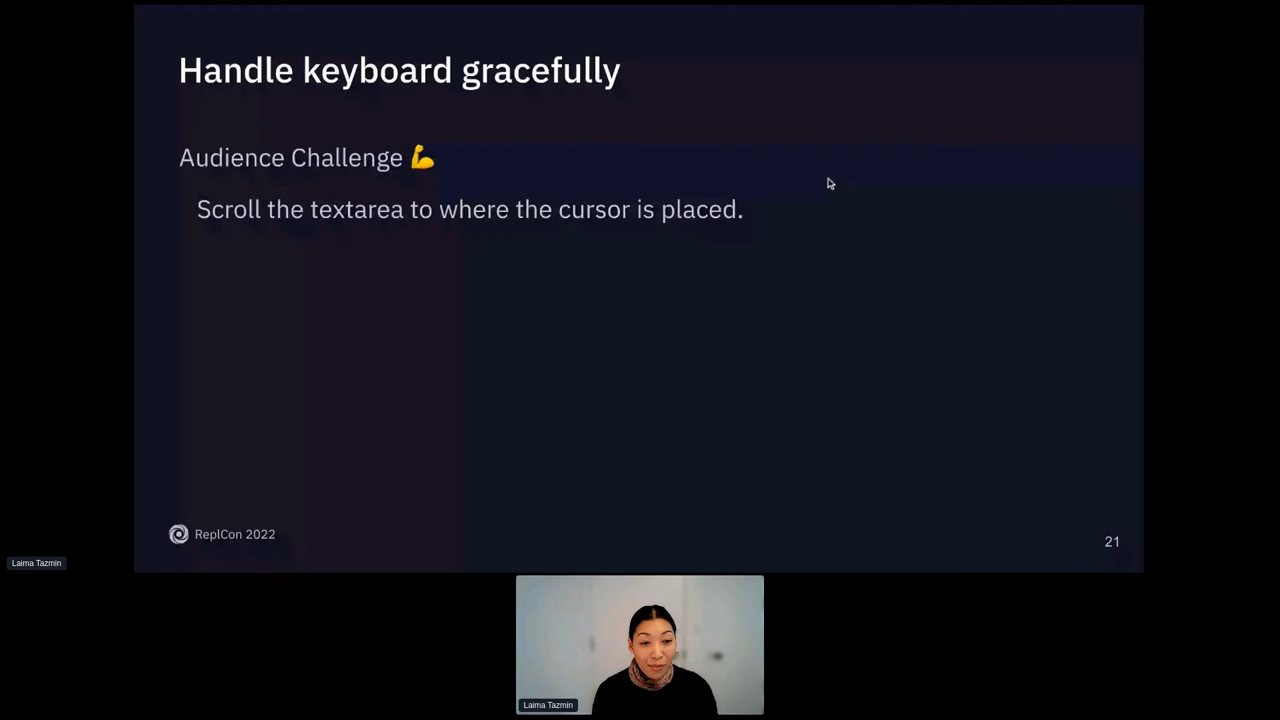 Handle keyboard gracefully
Audience Challenge 💪
Scroll the textarea to where the cursor is placed.
ReplCon 2022
21
Laima Tazmin
Laima Tazmin